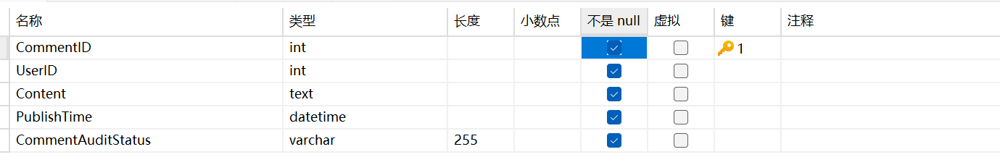 名称 类型 长度 小数点 不是 null 虚拟 键 注释
CommentID int 1
UserID int
Content text
PublishTime datetime
CommentAuditStatus varchar 255